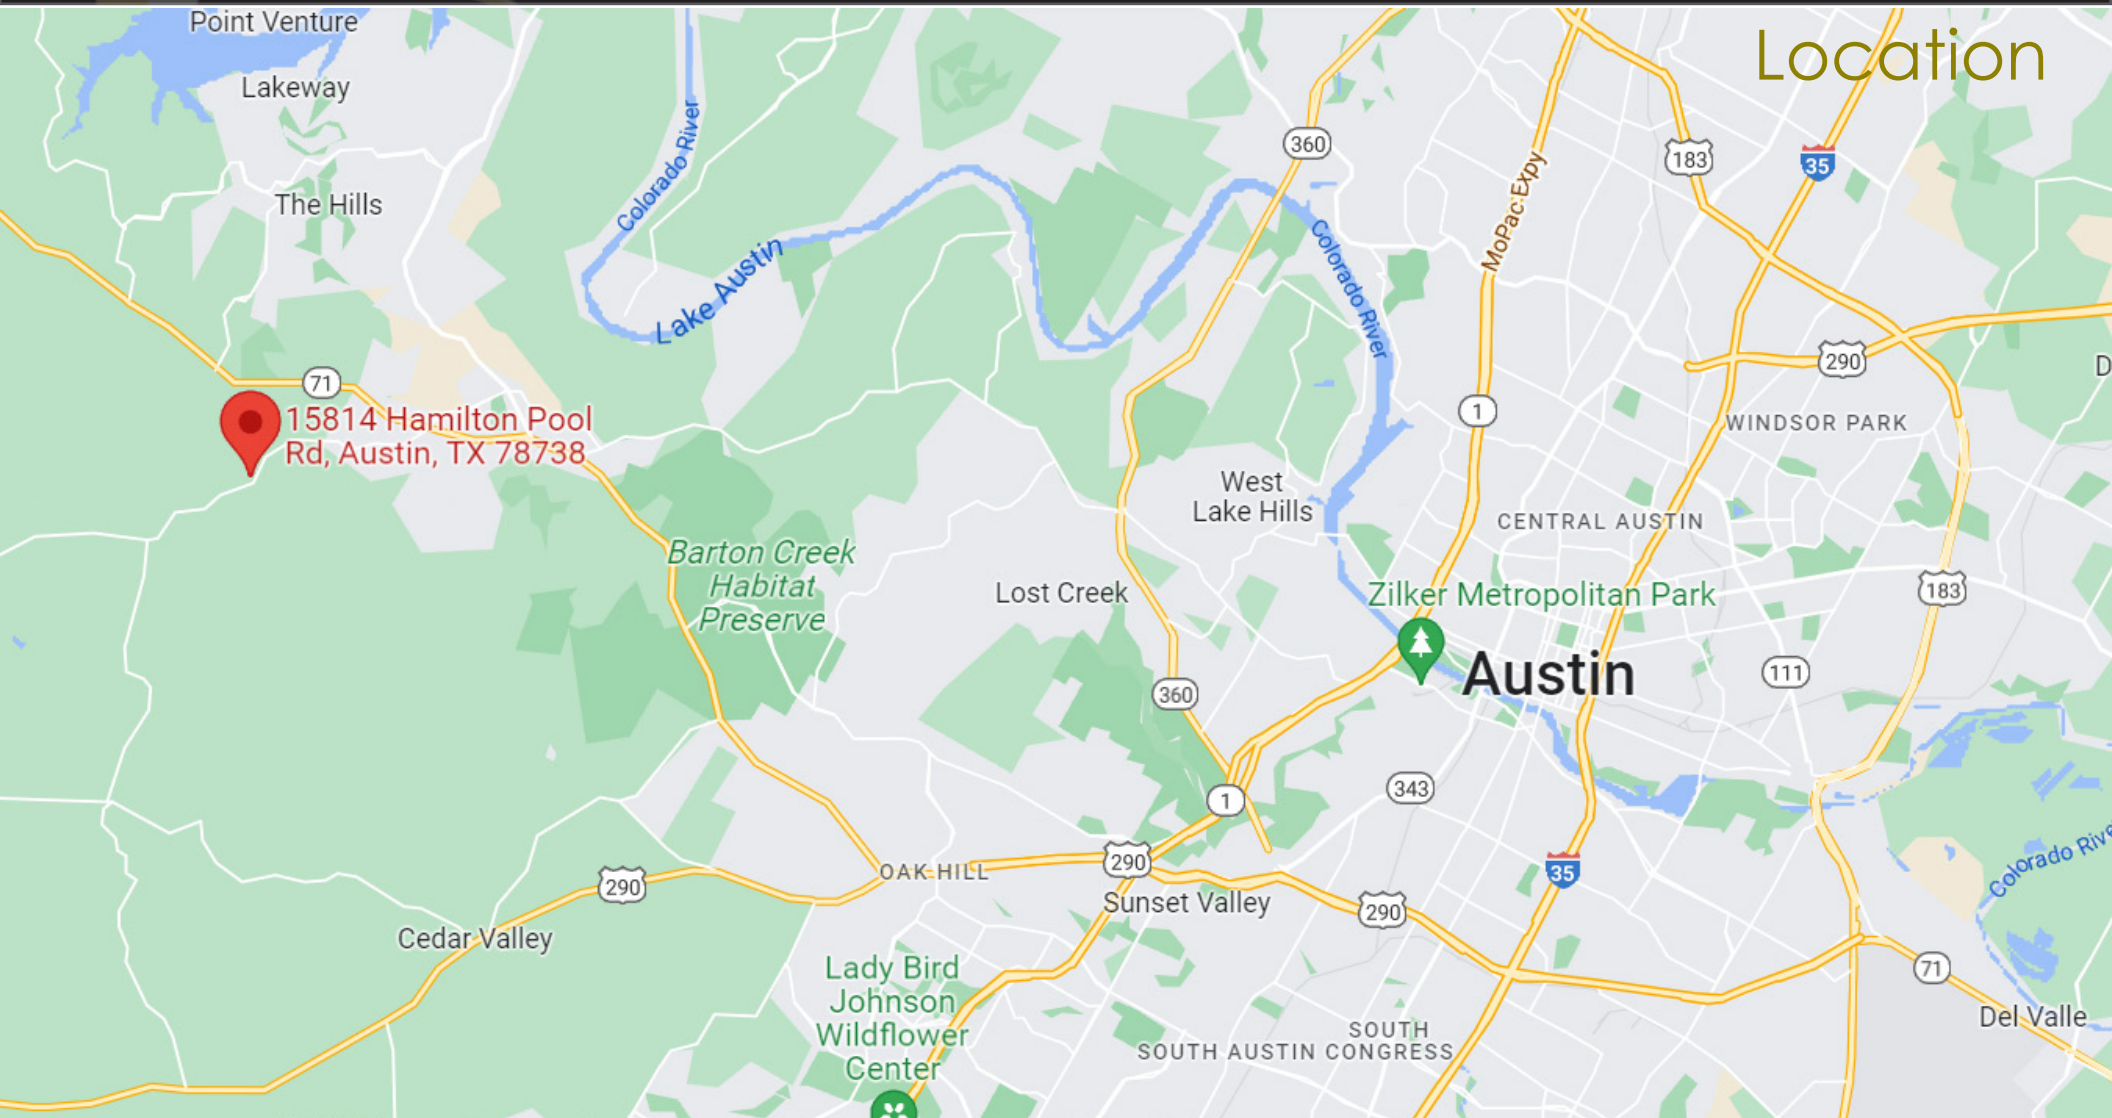 Location
Point Venture
Lakeway
The Hills
Colorado River
Lake Austin
360
Colorado River
MoPac Expy
183
35
71
15814 Hamilton Pool
Rd, Austin, TX 78738
290
D
1
WINDSOR PARK
West
Lake Hills
CENTRAL AUSTIN
Barton Creek
Habitat
Preserve
Lost Creek
Zilker Metropolitan Park
183
Austin
111
360
343
1
290
OAK HILL
290
35
Colorado Rive
Sunset Valley
290
Cedar Valley
71
Lady Bird
Johnson
Wildflower
Center
SOUTH AUSTIN
SOUTH
CONGRESS
Del Valle